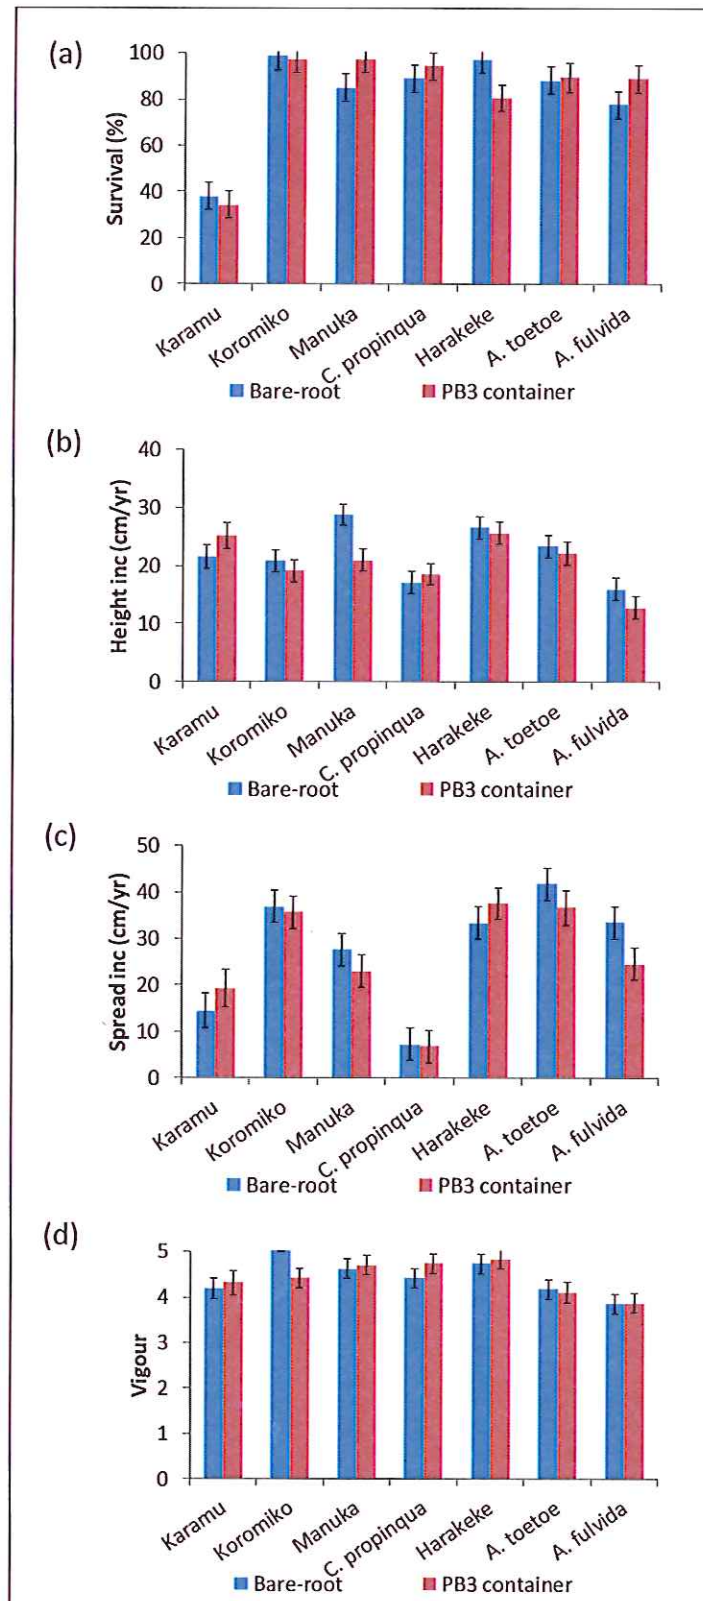 (a)
Survival (%)
100
80
60
40
20
0
Karamu
Koromiko
Manuka
C. propinqua
Harakeke
A. toetoe
A. fulvida
Bare-root PB3 container
(b)
Height inc (cm/yr)
40
30
20
10
0
Karamu
Koromiko
Manuka
C. propinqua
Harakeke
A. toetoe
A. fulvida
Bare-root PB3 container
(c)
Spread inc (cm/yr)
50
40
30
20
10
0
Karamu
Koromiko
Manuka
C. propinqua
Harakeke
A. toetoe
A. fulvida
Bare-root PB3 container
(d)
Vigour
5
4
3
2
1
0
Karamu
Koromiko
Manuka
C. propinqua
Harakeke
A. toetoe
A. fulvida
Bare-root PB3 container